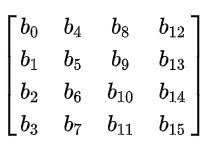 b₀ b₄ b₈ b₁₂
b₁ b₅ b₉ b₁₃
b₂ b₆ b₁₀ b₁₄
b₃ b₇ b₁₁ b₁₅